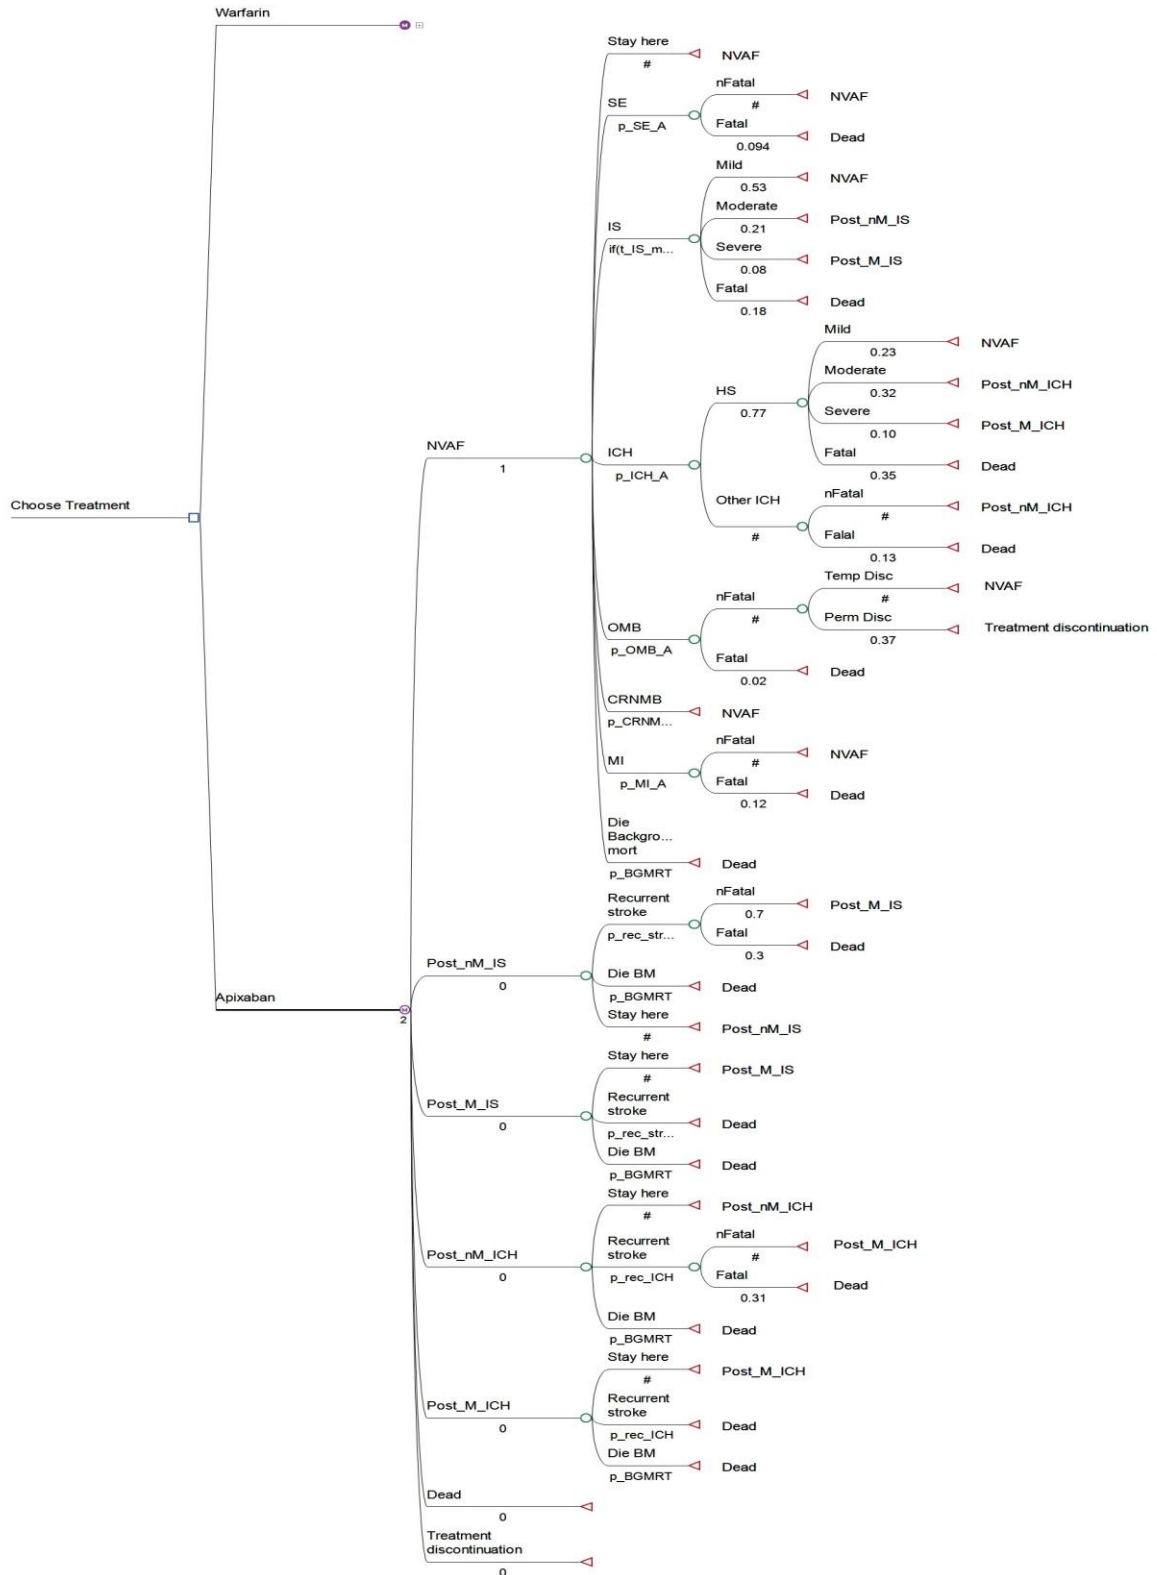 Warfarin
Choose Treatment
Apixaban
2
NVAF
1
Stay here
#
NVAF
SE
p_SE_A
nFatal
#
NVAF
Fatal
0.094
Dead
IS
if(t_IS_m...
Mild
0.53
NVAF
Moderate
0.21
Post_nM_IS
Severe
0.08
Post_M_IS
Fatal
0.18
Dead
ICH
p_ICH_A
HS
0.77
Mild
0.23
NVAF
Moderate
0.32
Post_nM_ICH
Severe
0.10
Post_M_ICH
Fatal
0.35
Dead
Other ICH
#
nFatal
#
Post_nM_ICH
Falal
0.13
Dead
OMB
p_OMB_A
nFatal
#
Temp Disc
#
NVAF
Perm Disc
0.37
Treatment discontinuation
Fatal
0.02
Dead
CRNMB
p_CRNM...
NVAF
MI
p_MI_A
nFatal
#
NVAF
Fatal
0.12
Dead
Die
Backgro...
mort
p_BGMRT
Dead
Post_nM_IS
0
Recurrent
stroke
p_rec_str...
nFatal
0.7
Post_M_IS
Fatal
0.3
Dead
Die BM
p_BGMRT
Dead
Stay here
#
Post_nM_IS
Post_M_IS
0
Stay here
#
Post_M_IS
Recurrent
stroke
p_rec_str...
Dead
Die BM
p_BGMRT
Dead
Post_nM_ICH
0
Stay here
#
Post_nM_ICH
Recurrent
stroke
p_rec_ICH
nFatal
#
Post_M_ICH
Fatal
0.31
Dead
Die BM
p_BGMRT
Dead
Post_M_ICH
0
Stay here
#
Post_M_ICH
Recurrent
stroke
p_rec_ICH
Dead
Die BM
p_BGMRT
Dead
Dead
0
Treatment
discontinuation
0